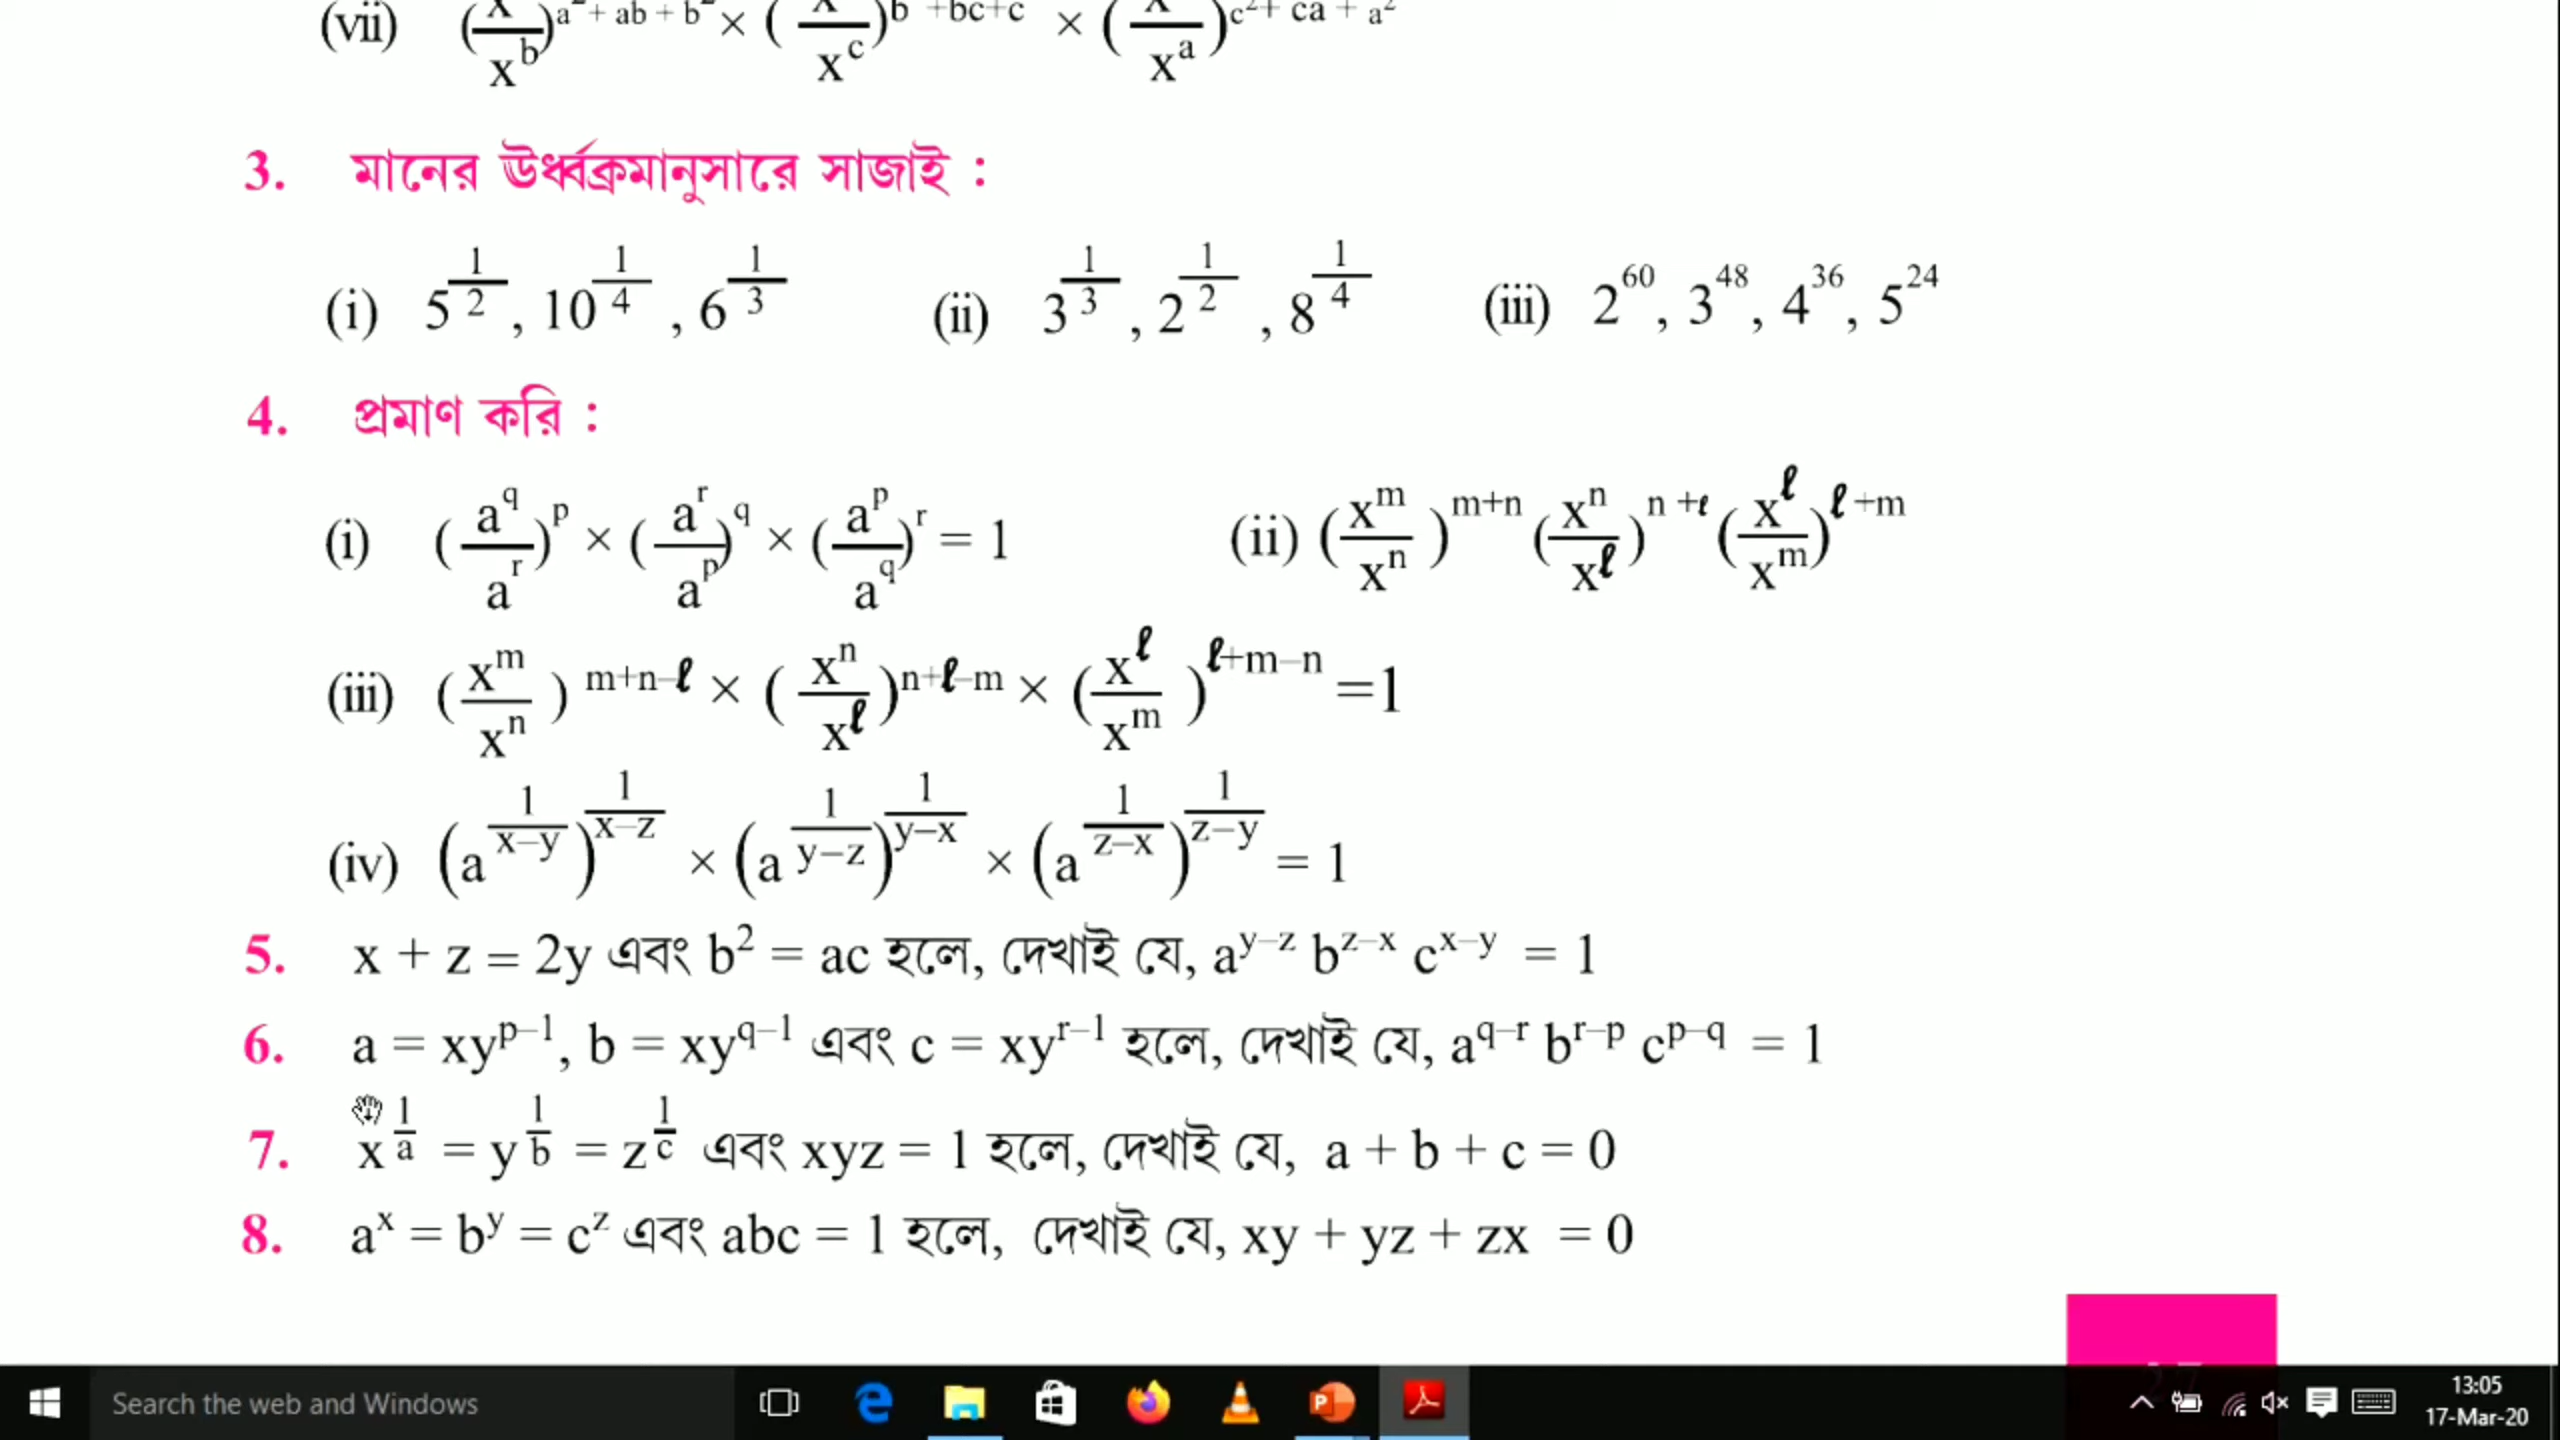 (vii) (x/x^b)^(a²+ ab + b²) × (x/x^c)^(b +bc+c) × (x/x^a)^(c²+ ca + a²)
3. মানের ঊর্ধ্বক্রমানুসারে সাজাই :
(i) 5^(1/2), 10^(1/4), 6^(1/3) (ii) 3^(1/3), 2^(1/2), 8^(1/4) (iii) 2^60, 3^48, 4^36, 5^24
4. প্রমাণ করি :
(i) (a^q/a^r)^p × (a^r/a^p)^q × (a^p/a^q)^r = 1 (ii) (x^m/x^n)^(m+n) (x^n/x^ℓ)^(n+ℓ) (x^ℓ/x^m)^(ℓ+m)
(iii) (x^m/x^n)^(m+n–ℓ) × (x^n/x^ℓ)^(n+ℓ–m) × (x^ℓ/x^m)^(ℓ+m–n) =1
(iv) (a^(1/(x–y)))^(1/(x–z)) × (a^(1/(y–z)))^(1/(y–x)) × (a^(1/(z–x)))^(1/(z–y)) = 1
5. x + z = 2y এবং b² = ac হলে, দেখাই যে, a^(y–z) b^(z–x) c^(x–y) = 1
6. a = xy^(p–1), b = xy^(q–1) এবং c = xy^(r–1) হলে, দেখাই যে, a^(q–r) b^(r–p) c^(p–q) = 1
7. x^(1/a) = y^(1/b) = z^(1/c) এবং xyz = 1 হলে, দেখাই যে, a + b + c = 0
8. a^x = b^y = c^z এবং abc = 1 হলে, দেখাই যে, xy + yz + zx = 0
Search the web and Windows
13:05
17-Mar-20